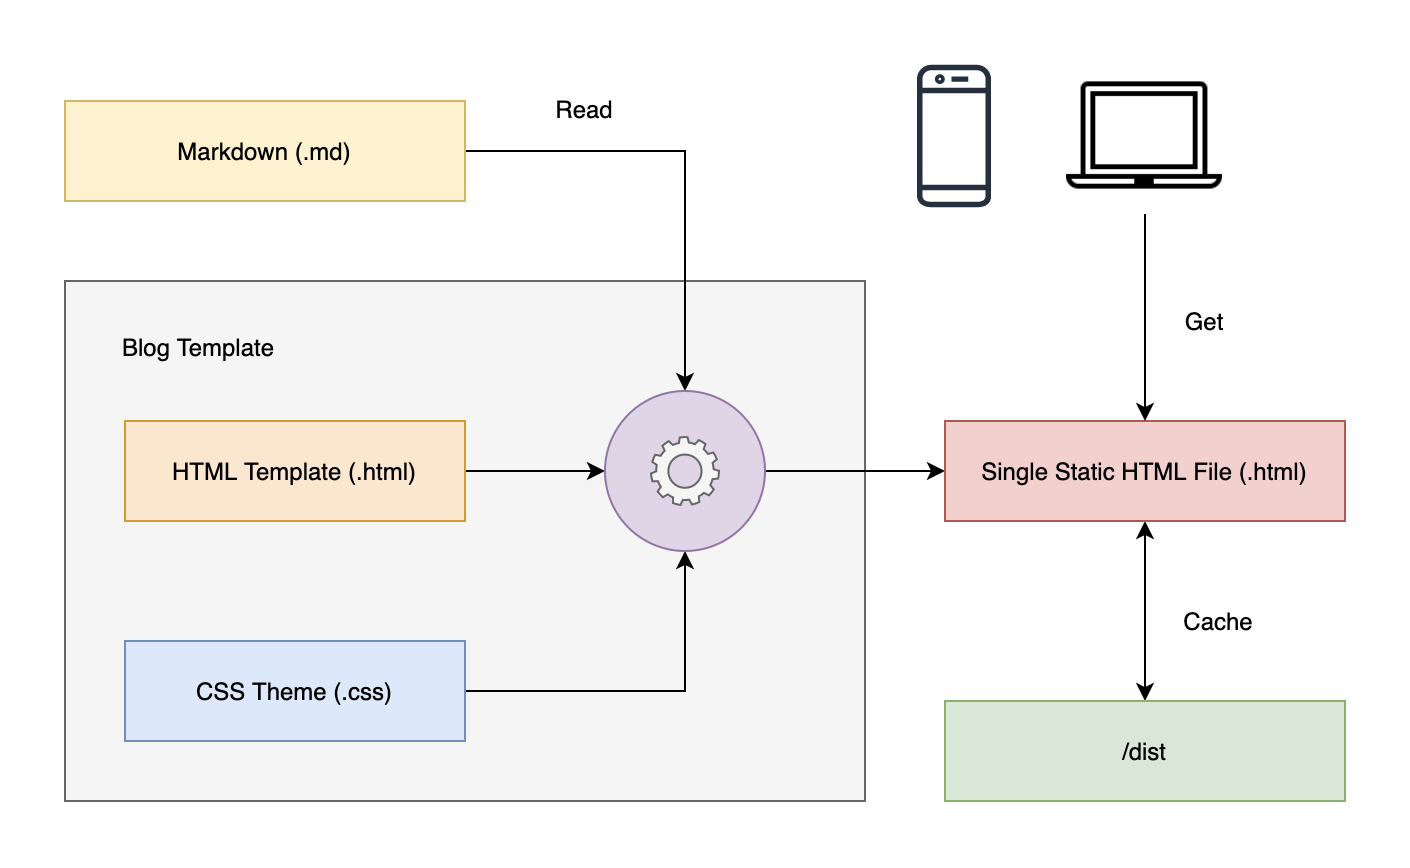 Read
Markdown (.md)
Blog Template
HTML Template (.html)
CSS Theme (.css)
Get
Single Static HTML File (.html)
Cache
/dist